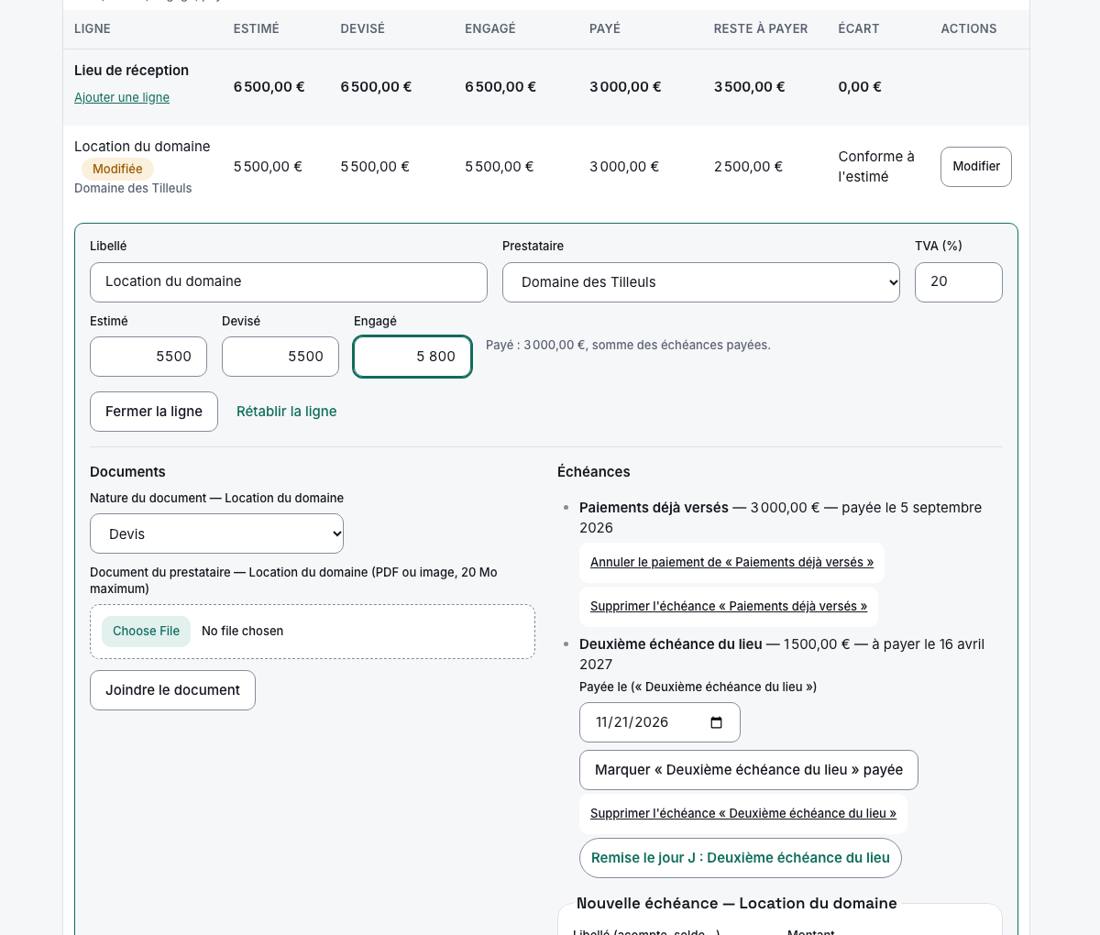 LIGNE ESTIMÉ DEVISÉ ENGAGÉ PAYÉ RESTE À PAYER ÉCART ACTIONS
Lieu de réception
6 500,00 € 6 500,00 € 6 500,00 € 3 000,00 € 3 500,00 € 0,00 €
Ajouter une ligne
Location du domaine
Modifiée
Domaine des Tilleuls
5 500,00 € 5 500,00 € 5 500,00 € 3 000,00 € 2 500,00 €
Conforme à
l'estimé
Modifier
Libellé Prestataire TVA (%)
Location du domaine Domaine des Tilleuls 20
Estimé Devisé Engagé
5500 5500 5 800
Payé : 3 000,00 €, somme des échéances payées.
Fermer la ligne Rétablir la ligne
Documents
Nature du document — Location du domaine
Devis
Document du prestataire — Location du domaine (PDF ou image, 20 Mo
maximum)
Choose File No file chosen
Joindre le document
Échéances
Paiements déjà versés — 3 000,00 € — payée le 5 septembre
2026
Annuler le paiement de « Paiements déjà versés »
Supprimer l'échéance « Paiements déjà versés »
Deuxième échéance du lieu — 1 500,00 € — à payer le 16 avril
2027
Payée le (« Deuxième échéance du lieu »)
11/21/2026
Marquer « Deuxième échéance du lieu » payée
Supprimer l'échéance « Deuxième échéance du lieu »
Remise le jour J : Deuxième échéance du lieu
Nouvelle échéance — Location du domaine
Libellé (acompte, solde…) Montant